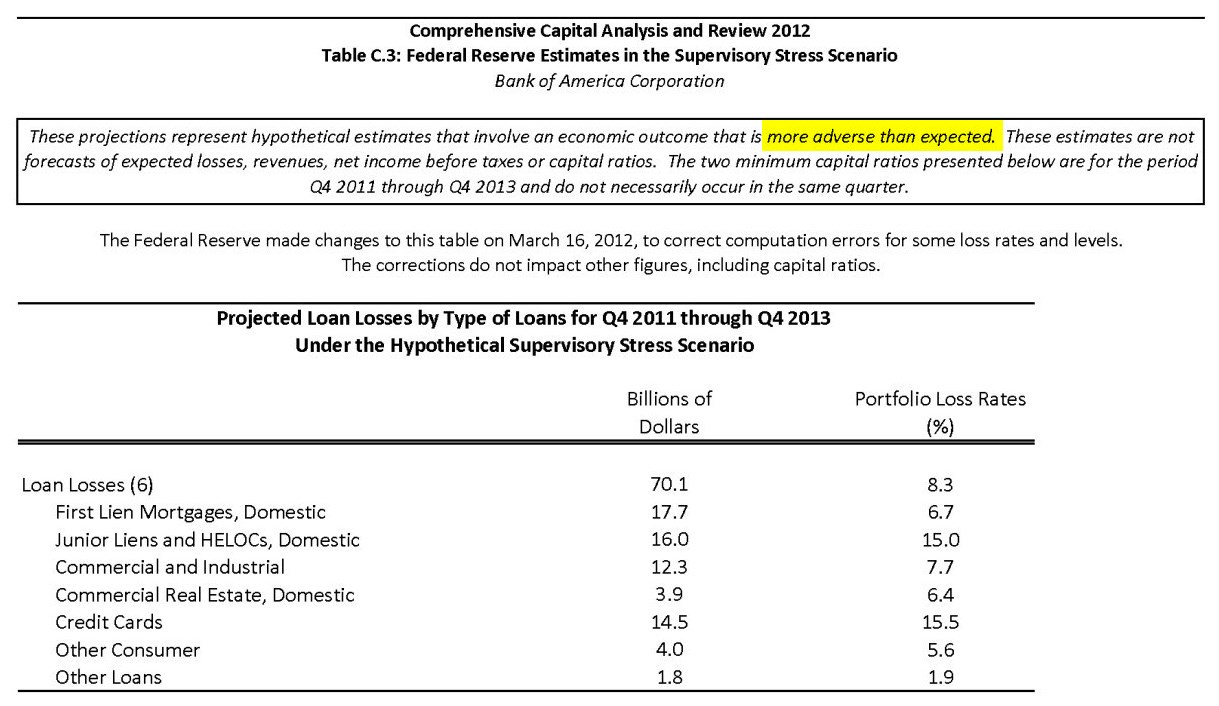 Comprehensive Capital Analysis and Review 2012
Table C.3: Federal Reserve Estimates in the Supervisory Stress Scenario
Bank of America Corporation
These projections represent hypothetical estimates that involve an economic outcome that is more adverse than expected. These estimates are not
forecasts of expected losses, revenues, net income before taxes or capital ratios. The two minimum capital ratios presented below are for the period
Q4 2011 through Q4 2013 and do not necessarily occur in the same quarter.
The Federal Reserve made changes to this table on March 16, 2012, to correct computation errors for some loss rates and levels.
The corrections do not impact other figures, including capital ratios.
Projected Loan Losses by Type of Loans for Q4 2011 through Q4 2013
Under the Hypothetical Supervisory Stress Scenario
Billions of Portfolio Loss Rates
Dollars (%)
Loan Losses (6) 70.1 8.3
First Lien Mortgages, Domestic 17.7 6.7
Junior Liens and HELOCs, Domestic 16.0 15.0
Commercial and Industrial 12.3 7.7
Commercial Real Estate, Domestic 3.9 6.4
Credit Cards 14.5 15.5
Other Consumer 4.0 5.6
Other Loans 1.8 1.9